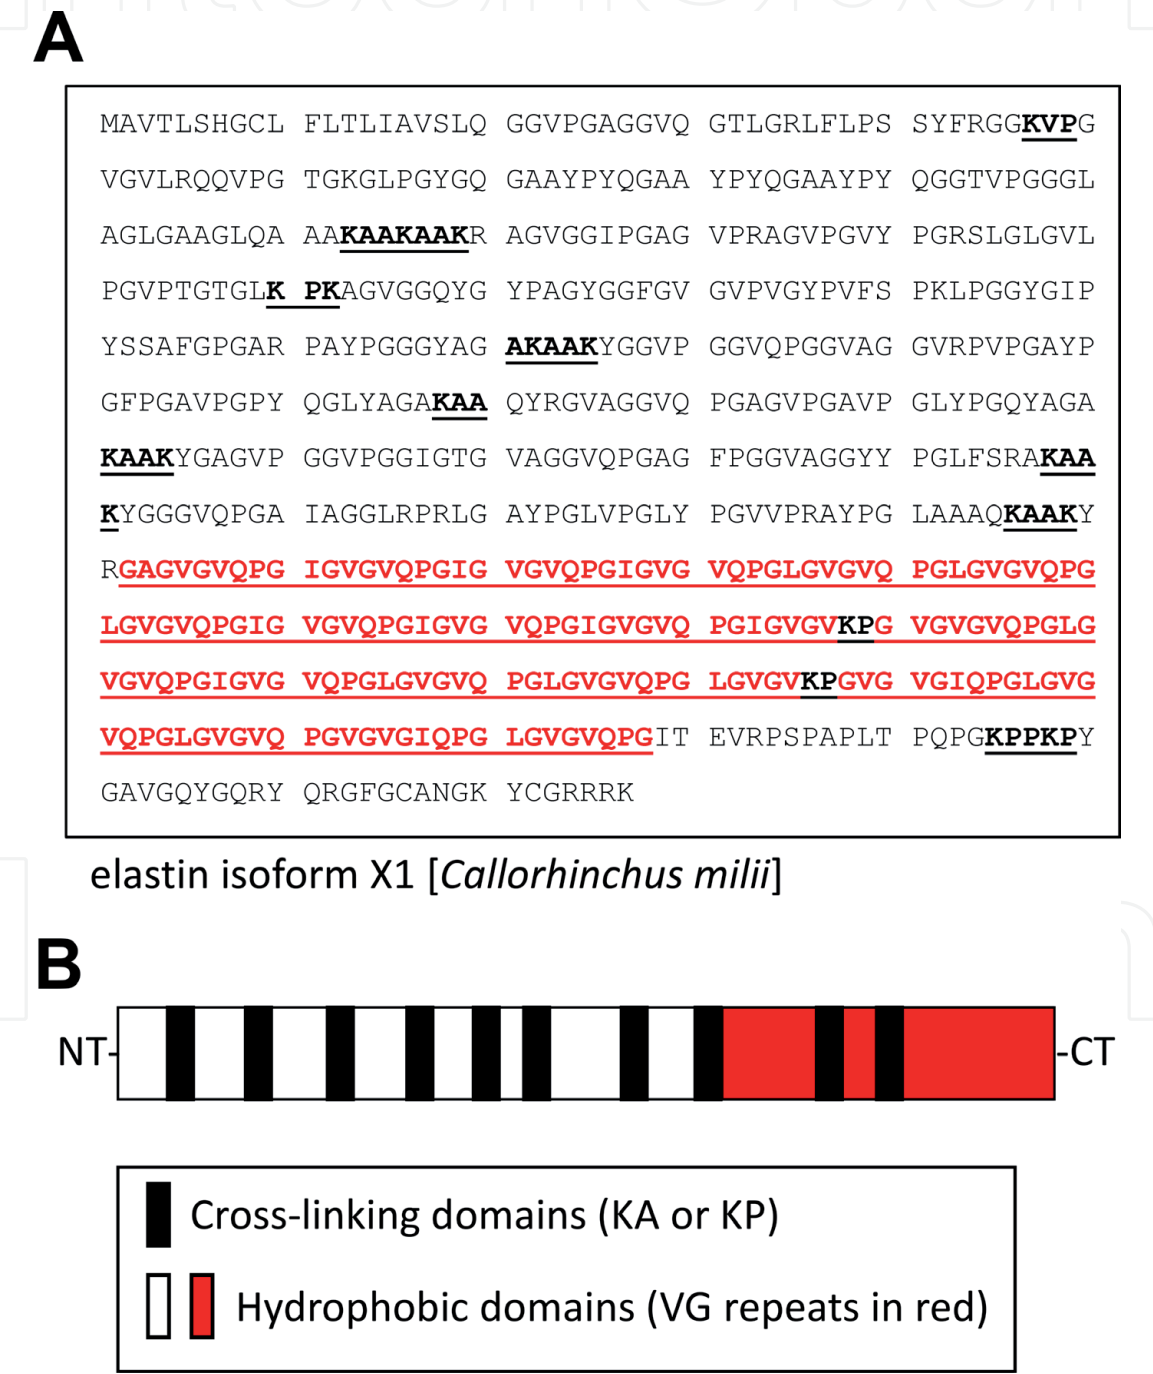 A
MAVTLSHGCL FLTLIAVSLQ GGVPGAGGVQ GTLGRLFLPS SYFRGGKVPG
VGVLRQQVPG TGKGLPGYGQ GAAYPYQGAA YPYQGAAYPY QGGTVPGGGL
AGLGAAGLQA AAKAAKAAKR AGVGGIPGAG VPRAGVPGVY PGRSLGLGVL
PGVPTGTGLK PKAGVGGQYG YPAGYGGFGV GVPVGYPVFS PKLPGGYGIP
YSSAFGPGAR PAYPGGGYAG AKAAKYGGVP GGVQPGGVAG GVRPVPGAYP
GFPGAVPGPY QGLYAGAKAA QYRGVAGGVQ PGAGVPGAVP GLYPGQYAGA
KAAKYGAGVP GGVPGGIGTG VAGGVQPGAG FPGGVAGGYY PGLFSRAKAA
KYGGGVQPGA IAGGLRPRLG AYPGLVPGLY PGVVPRAYPG LAAAQKAAKY
RGAGVGVQPG IGVGVQPGIG VGVQPGIGVG VQPGLGVGVQ PGLGVGVQPG
LGVGVQPGIG VGVQPGIGVG VQPGIGVGVQ PGIGVGVKPG VGVGVQPGLG
VGVQPGIGVG VQPGLGVGVQ PGLGVGVQPG LGVGVKPGVG VGIQPGLGVG
VQPGLGVGVQ PGVGVGIQPG LGVGVQPGIT EVRPSPAPLT PQPGKPPKPY
GAVGQYGQRY QRGFGCANGK YCGRRRK
elastin isoform X1 [Callorhinchus milii]
B
NT- -CT
Cross-linking domains (KA or KP)
Hydrophobic domains (VG repeats in red)